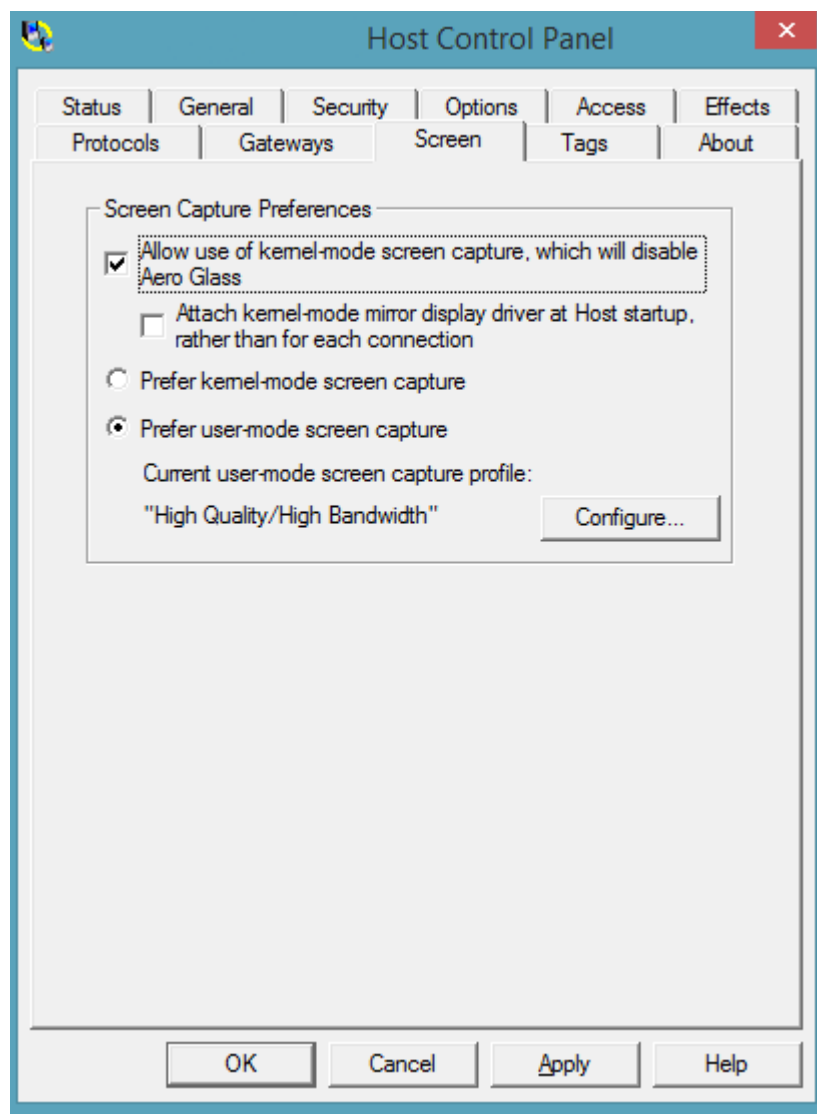 Host Control Panel
Status
General
Security
Options
Access
Effects
Protocols
Gateways
Screen
Tags
About
Screen Capture Preferences
Allow use of kernel-mode screen capture, which will disable
Aero Glass
Attach kernel-mode mirror display driver at Host startup,
rather than for each connection
Prefer kernel-mode screen capture
Prefer user-mode screen capture
Current user-mode screen capture profile:
"High Quality/High Bandwidth"
Configure...
OK
Cancel
Apply
Help